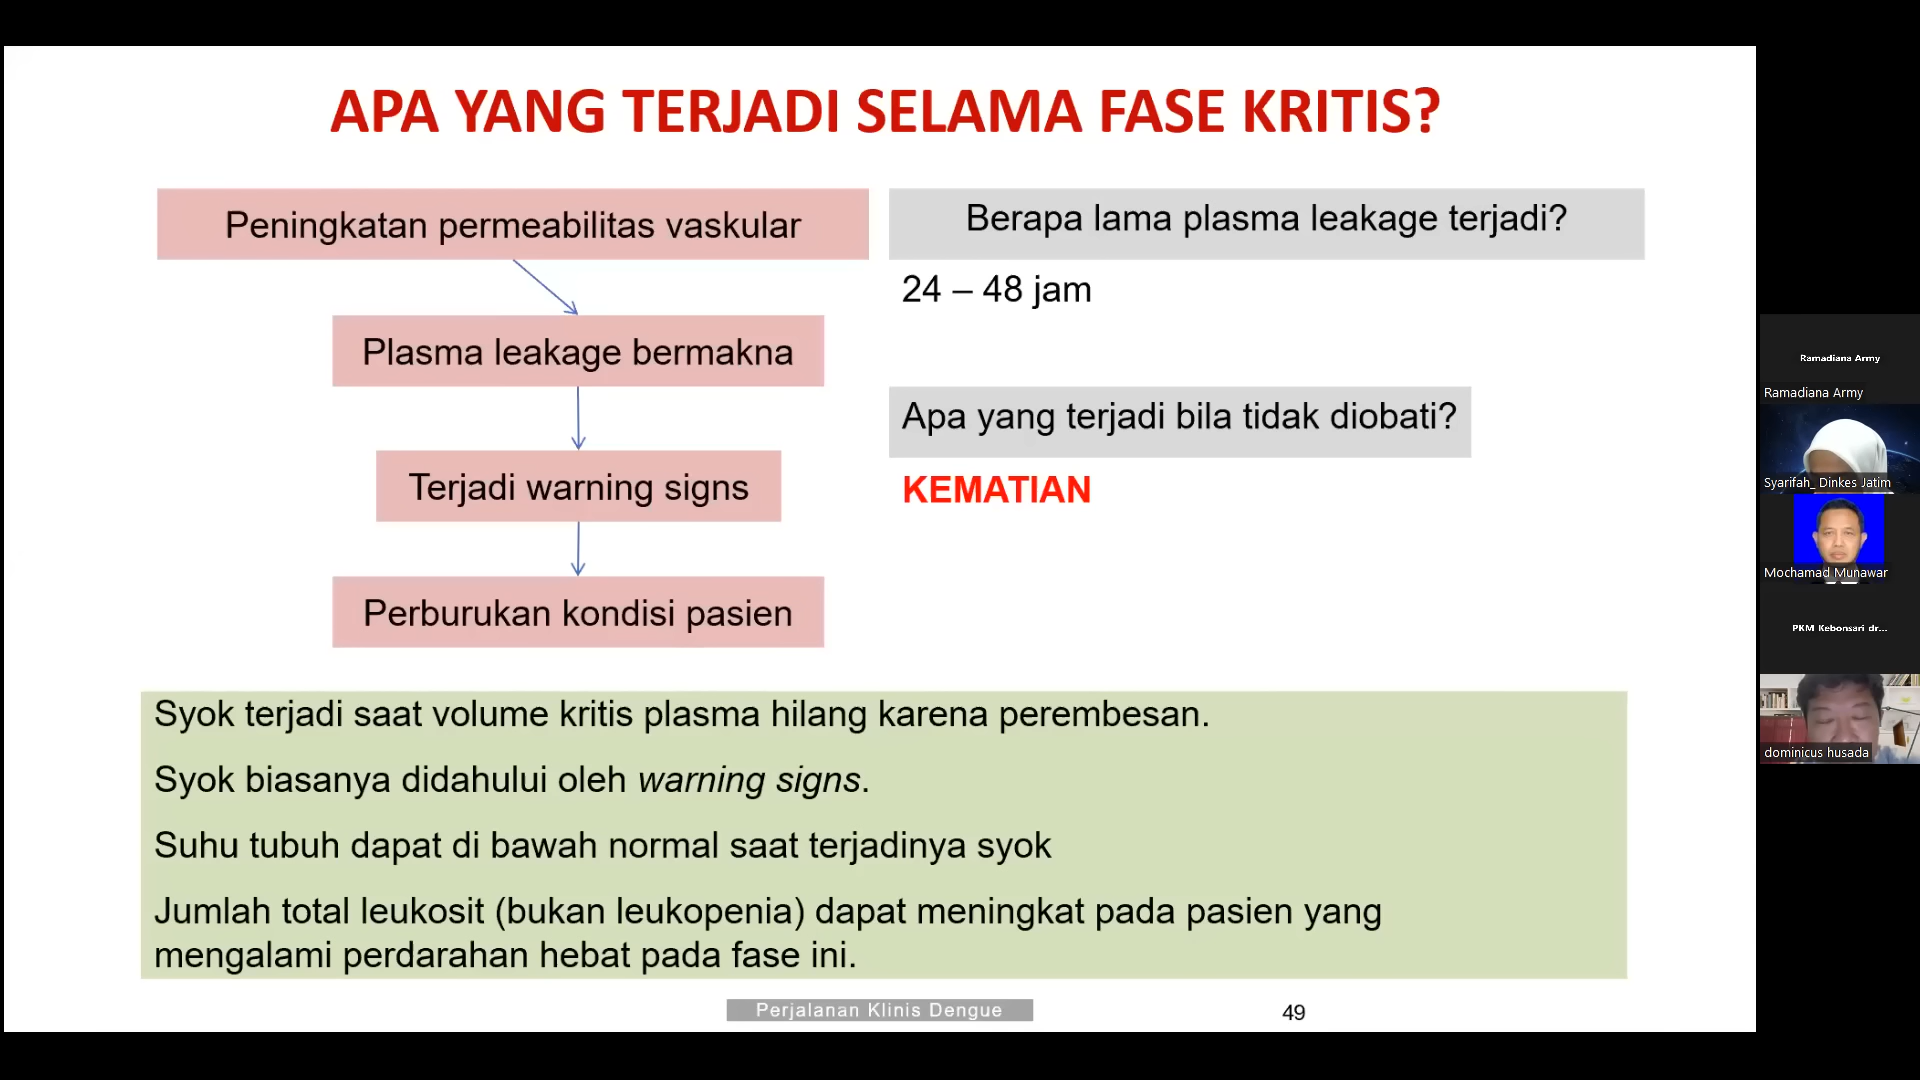 APA YANG TERJADI SELAMA FASE KRITIS?
Peningkatan permeabilitas vaskular
Plasma leakage bermakna
Terjadi warning signs
Perburukan kondisi pasien
Berapa lama plasma leakage terjadi?
24 – 48 jam
Apa yang terjadi bila tidak diobati?
KEMATIAN
Syok terjadi saat volume kritis plasma hilang karena perembesan.
Syok biasanya didahului oleh warning signs.
Suhu tubuh dapat di bawah normal saat terjadinya syok
Jumlah total leukosit (bukan leukopenia) dapat meningkat pada pasien yang
mengalami perdarahan hebat pada fase ini.
Perjalanan Klinis Dengue
49
Ramadiana Army
Ramadiana Army
Syarifah_ Dinkes Jatim
Mochamad Munawar
PKM Kebonsari dr...
dominicus husada